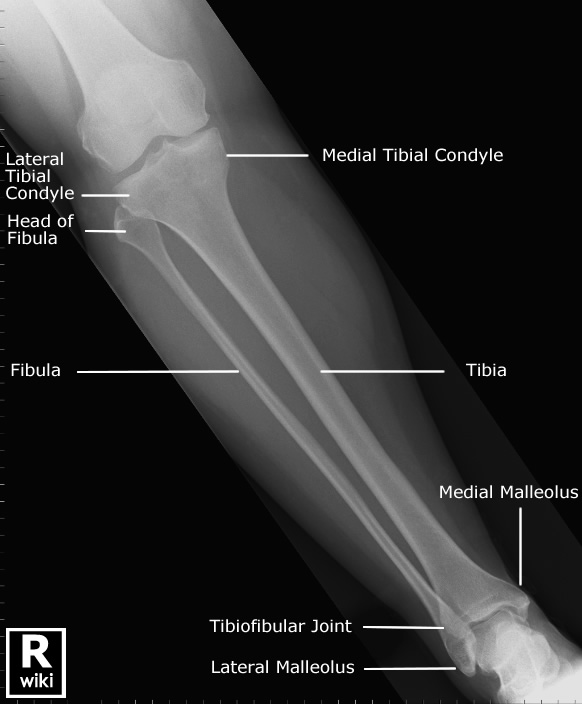 Lateral
Tibial
Condyle
Medial Tibial Condyle
Head of
Fibula
Fibula
Tibia
Medial Malleolus
Tibiofibular Joint
Lateral Malleolus
R
wiki